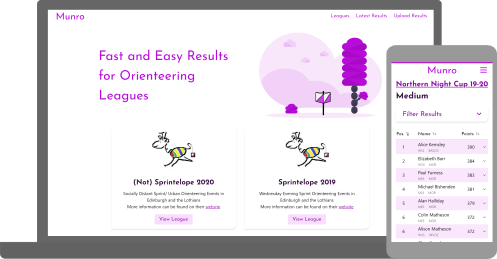 Munro
Leagues Latest Results Upload Results
Fast and Easy Results
for Orienteering
Leagues
(Not) Sprintelope 2020
Socially Distant Sprint/ Urban Orienteering Events in
Edinburgh and the Lothians
More information can be found on their website
View League
Sprintelope 2019
Wednesday Evening Sprint Orienteering Events in
Edinburgh and the Lothians
More information can be found on their website
View League
Munro
Northern Night Cup 19-20
Medium
Filter Results
Pos. Name Points
1 Alice Kemsley 390
2 Elizabeth Barr 384
3 Paul Furness 383
4 Michael Bishenden 381
5 Alan Halliday 379
6 Colin Matheson 372
6 Alison Matheson 372